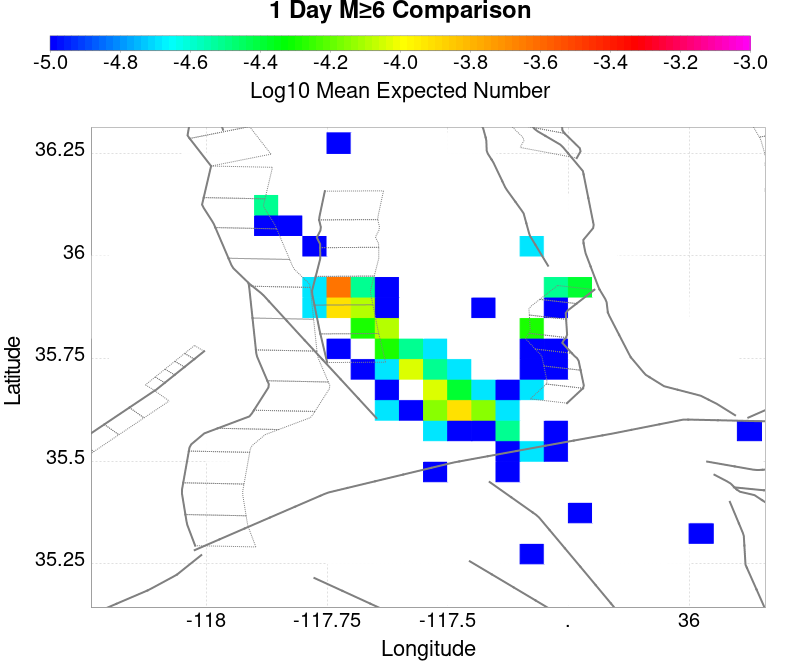 1 Day M≥6 Comparison
-5.0 -4.8 -4.6 -4.4 -4.2 -4.0 -3.8 -3.6 -3.4 -3.2 -3.0
Log10 Mean Expected Number
36.25
36
35.75
35.5
35.25
Latitude
-118 -117.75 -117.5 . 36
Longitude